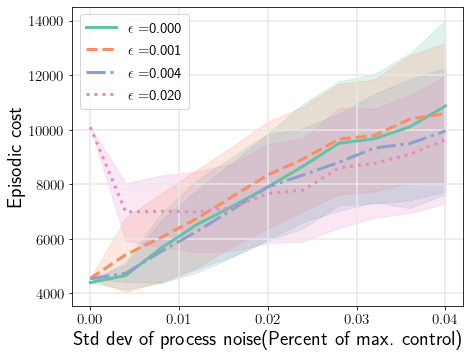 14000
12000
10000
8000
6000
4000
Episodic cost
ϵ =0.000
ϵ =0.001
ϵ =0.004
ϵ =0.020
0.00 0.01 0.02 0.03 0.04
Std dev of process noise(Percent of max. control)